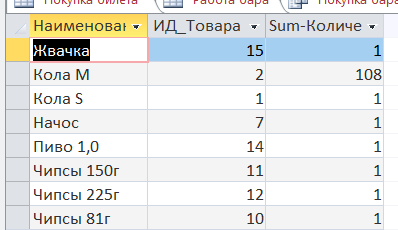 Покупка билета Работа бара Покупка бара
Наименован ИД_Товара Sum-Количе
Жвачка 15 1
Кола М 2 108
Кола S 1 1
Начос 7 1
Пиво 1,0 14 1
Чипсы 150г 11 1
Чипсы 225г 12 1
Чипсы 81г 10 1